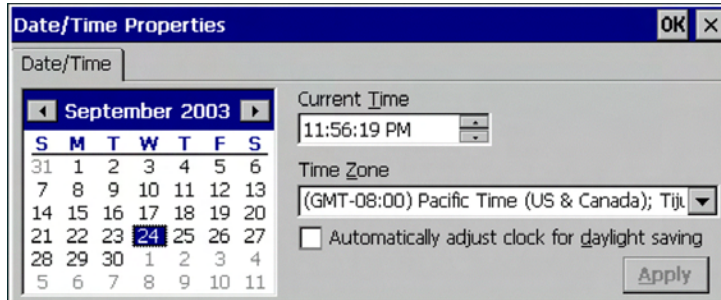 Date/Time Properties OK ×
Date/Time
September 2003
S M T W T F S
31 1 2 3 4 5 6
7 8 9 10 11 12 13
14 15 16 17 18 19 20
21 22 23 24 25 26 27
28 29 30 1 2 3 4
5 6 7 8 9 10 11
Current Time
11:56:19 PM
Time Zone
(GMT-08:00) Pacific Time (US & Canada); Tiju
Automatically adjust clock for daylight saving
Apply